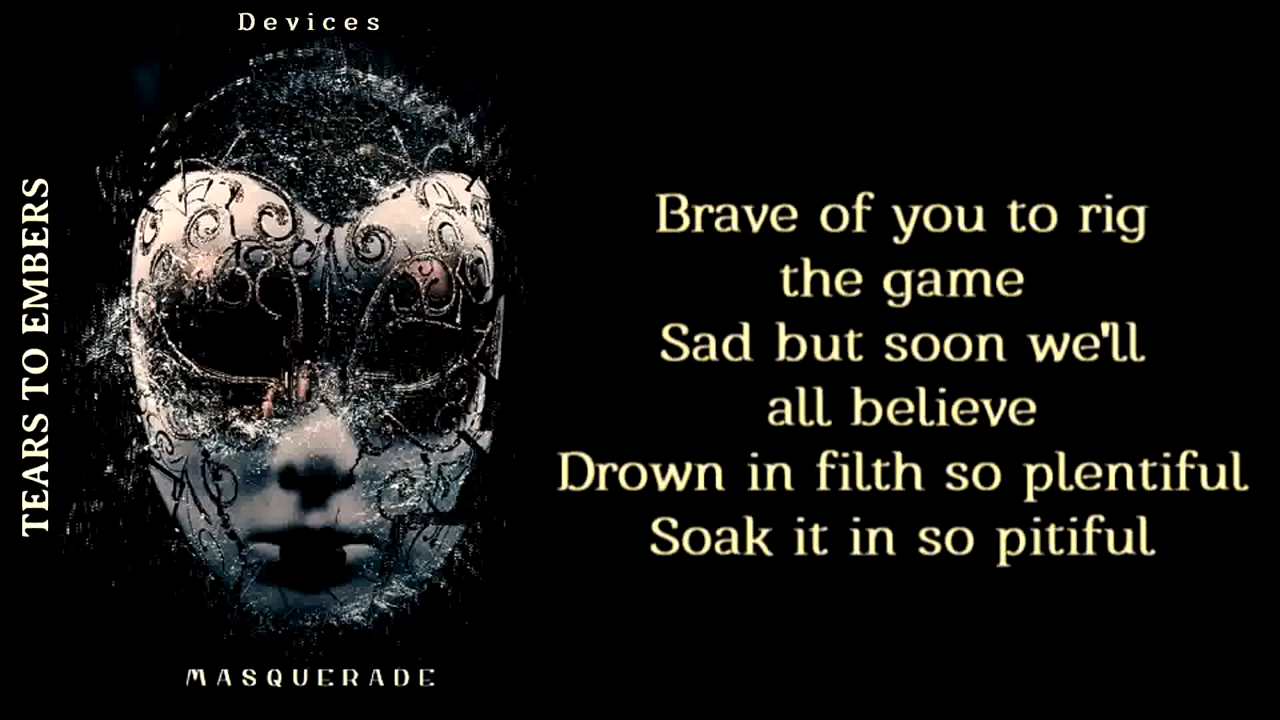 Devices
TEARS TO EMBERS
MASQUERADE
Brave of you to rig
the game
Sad but soon we'll
all believe
Drown in filth so plentiful
Soak it in so pitiful